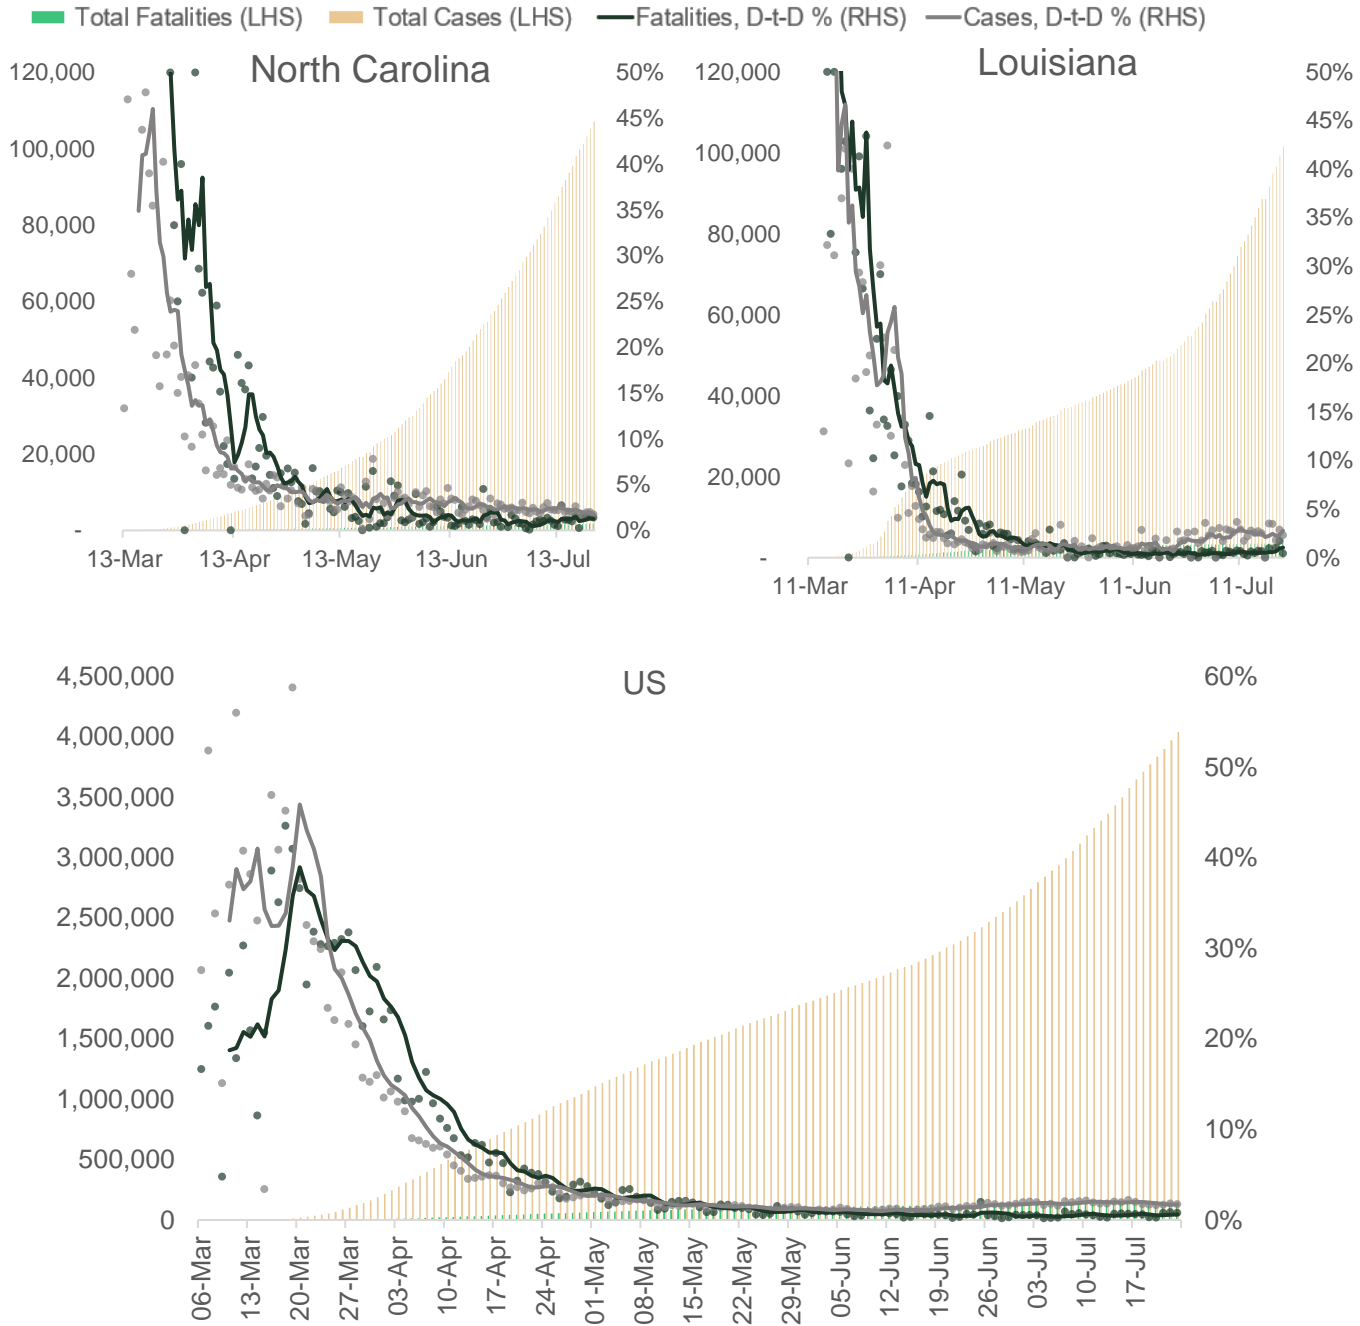 Total Fatalities (LHS) Total Cases (LHS) Fatalities, D-t-D % (RHS) Cases, D-t-D % (RHS)
North Carolina
120,000
100,000
80,000
60,000
40,000
20,000
-
50%
45%
40%
35%
30%
25%
20%
15%
10%
5%
0%
13-Mar 13-Apr 13-May 13-Jun 13-Jul
Louisiana
120,000
100,000
80,000
60,000
40,000
20,000
-
50%
45%
40%
35%
30%
25%
20%
15%
10%
5%
0%
11-Mar 11-Apr 11-May 11-Jun 11-Jul
US
4,500,000
4,000,000
3,500,000
3,000,000
2,500,000
2,000,000
1,500,000
1,000,000
500,000
0
60%
50%
40%
30%
20%
10%
0%
06-Mar
13-Mar
20-Mar
27-Mar
03-Apr
10-Apr
17-Apr
24-Apr
01-May
08-May
15-May
22-May
29-May
05-Jun
12-Jun
19-Jun
26-Jun
03-Jul
10-Jul
17-Jul